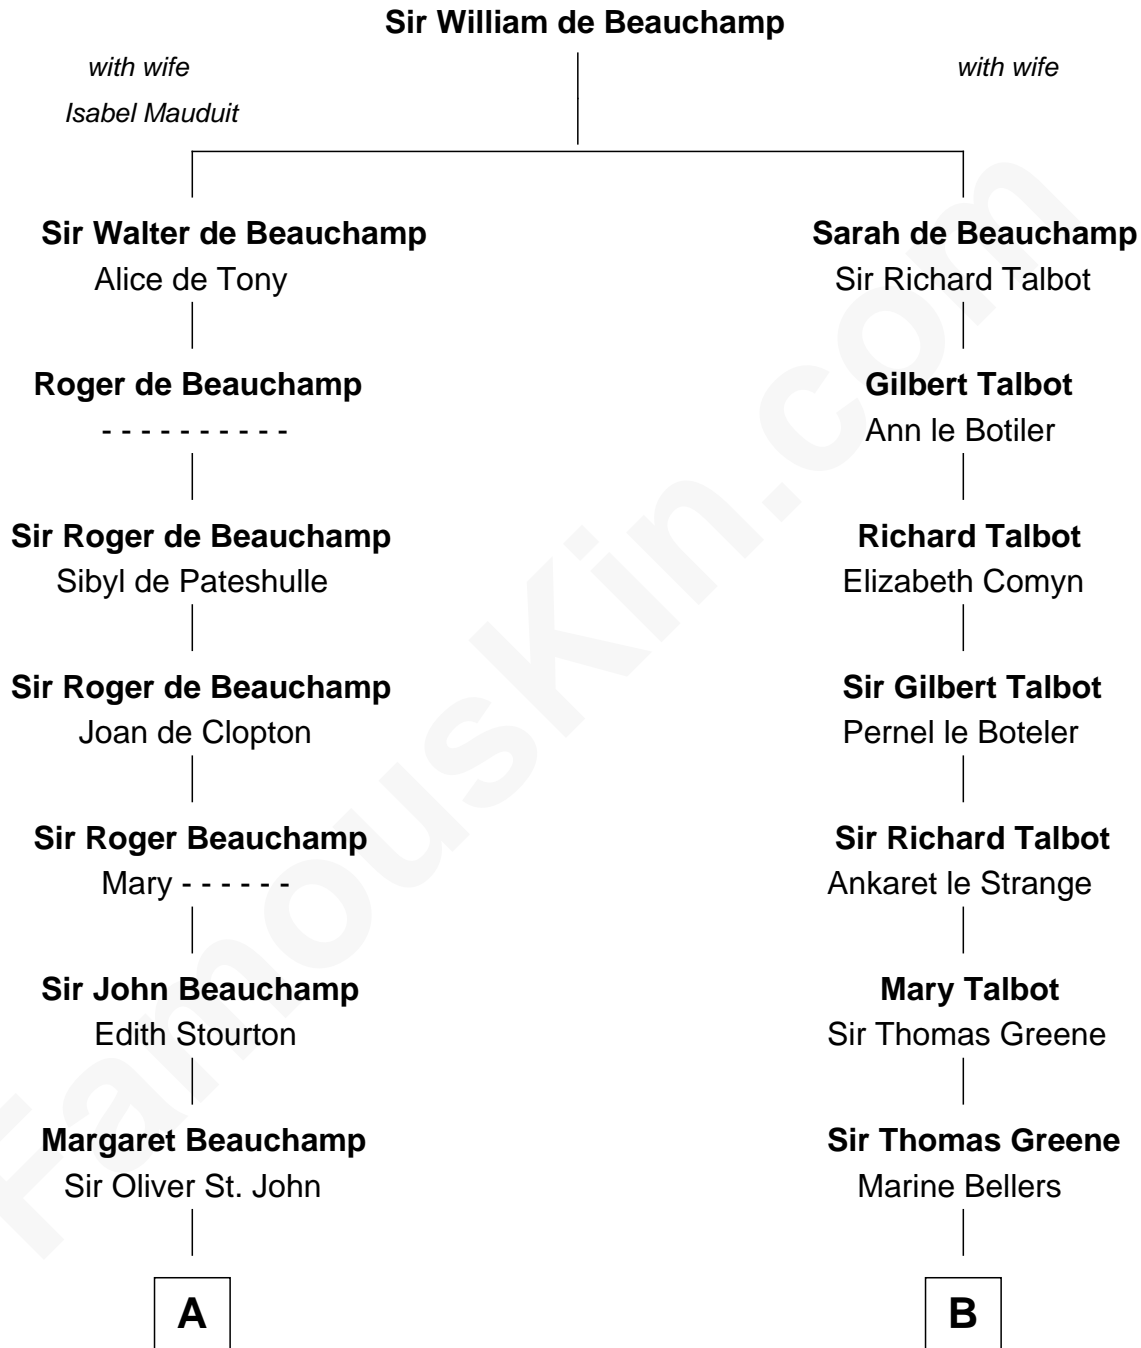 Sir William de Beauchamp
with wife
with wife
Isabel Mauduit
Sir Walter de Beauchamp
Alice de Tony
Sarah de Beauchamp
Sir Richard Talbot
Roger de Beauchamp
- - - - - - - - - -
Gilbert Talbot
Ann le Botiler
Sir Roger de Beauchamp
Sibyl de Pateshulle
Richard Talbot
Elizabeth Comyn
Sir Roger de Beauchamp
Joan de Clopton
Sir Gilbert Talbot
Pernel le Boteler
Sir Roger Beauchamp
Mary - - - - - -
Sir Richard Talbot
Ankaret le Strange
Sir John Beauchamp
Edith Stourton
Mary Talbot
Sir Thomas Greene
Margaret Beauchamp
Sir Oliver St. John
Sir Thomas Greene
Marine Bellers
A
B
FamousKin.com